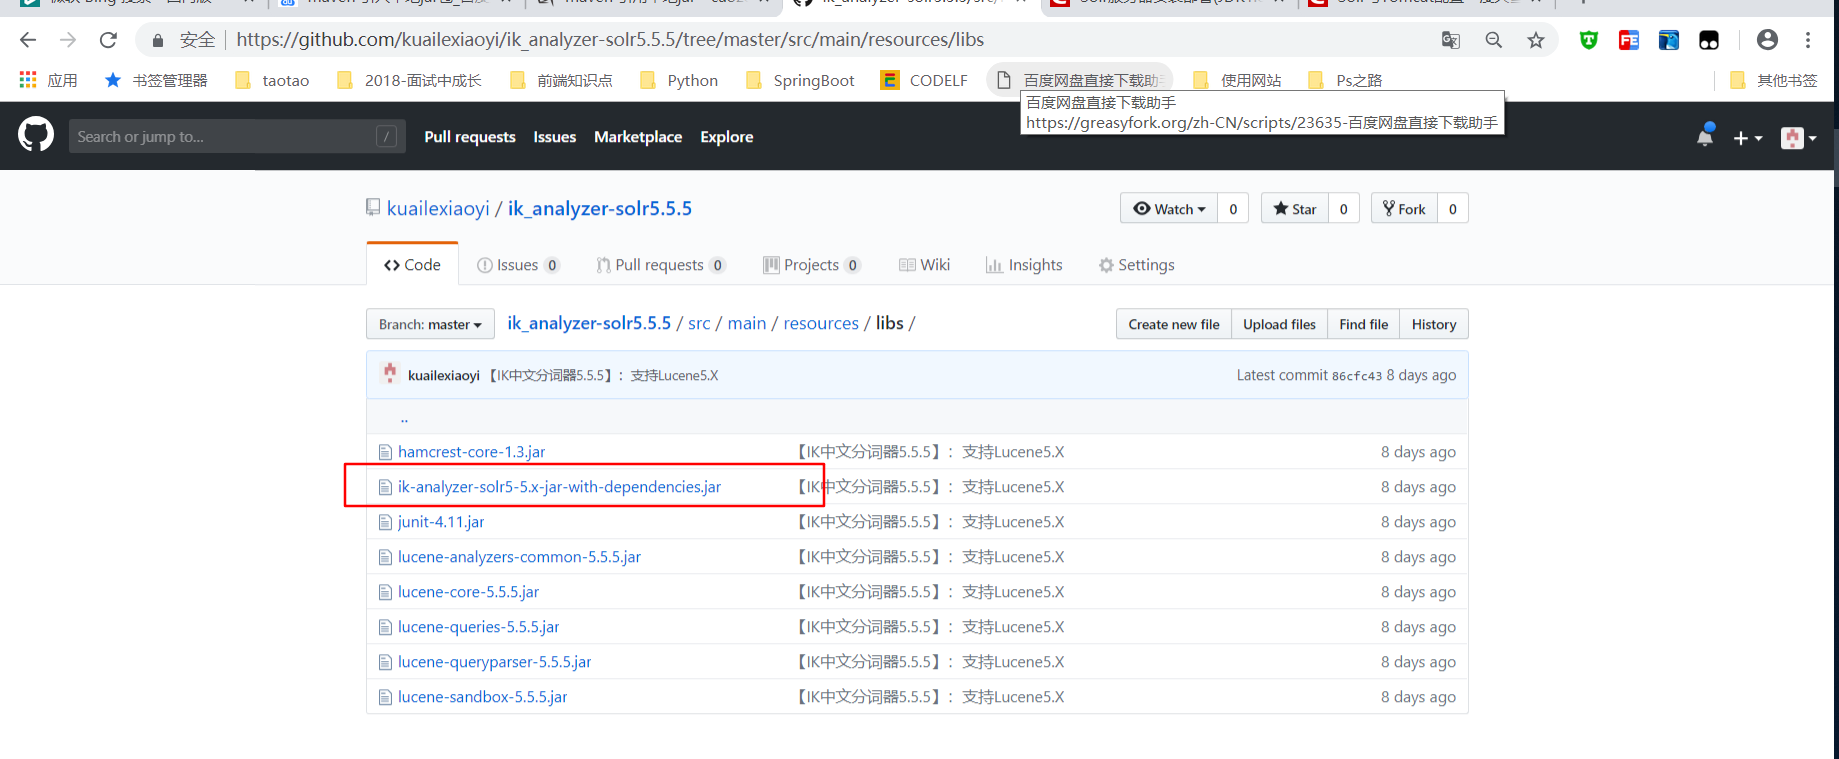 安全 https://github.com/kuailexiaoyi/ik_analyzer-solr5.5.5/tree/master/src/main/resources/libs
应用 书签管理器 taotao 2018-面试中成长 前端知识点 Python SpringBoot CODELF 百度网盘直接下载助 使用网站 Ps之路 其他书签
百度网盘直接下载助手
https://greasyfork.org/zh-CN/scripts/23635-百度网盘直接下载助手
Search or jump to... / Pull requests Issues Marketplace Explore
kuailexiaoyi / ik_analyzer-solr5.5.5 Watch 0 Star 0 Fork 0
Code Issues 0 Pull requests 0 Projects 0 Wiki Insights Settings
Branch: master ik_analyzer-solr5.5.5 / src / main / resources / libs / Create new file Upload files Find file History
kuailexiaoyi 【IK中文分词器5.5.5】：支持Lucene5.X Latest commit 86cfc43 8 days ago
..
hamcrest-core-1.3.jar 【IK中文分词器5.5.5】：支持Lucene5.X 8 days ago
ik-analyzer-solr5-5.x-jar-with-dependencies.jar 【IK中文分词器5.5.5】：支持Lucene5.X 8 days ago
junit-4.11.jar 【IK中文分词器5.5.5】：支持Lucene5.X 8 days ago
lucene-analyzers-common-5.5.5.jar 【IK中文分词器5.5.5】：支持Lucene5.X 8 days ago
lucene-core-5.5.5.jar 【IK中文分词器5.5.5】：支持Lucene5.X 8 days ago
lucene-queries-5.5.5.jar 【IK中文分词器5.5.5】：支持Lucene5.X 8 days ago
lucene-queryparser-5.5.5.jar 【IK中文分词器5.5.5】：支持Lucene5.X 8 days ago
lucene-sandbox-5.5.5.jar 【IK中文分词器5.5.5】：支持Lucene5.X 8 days ago